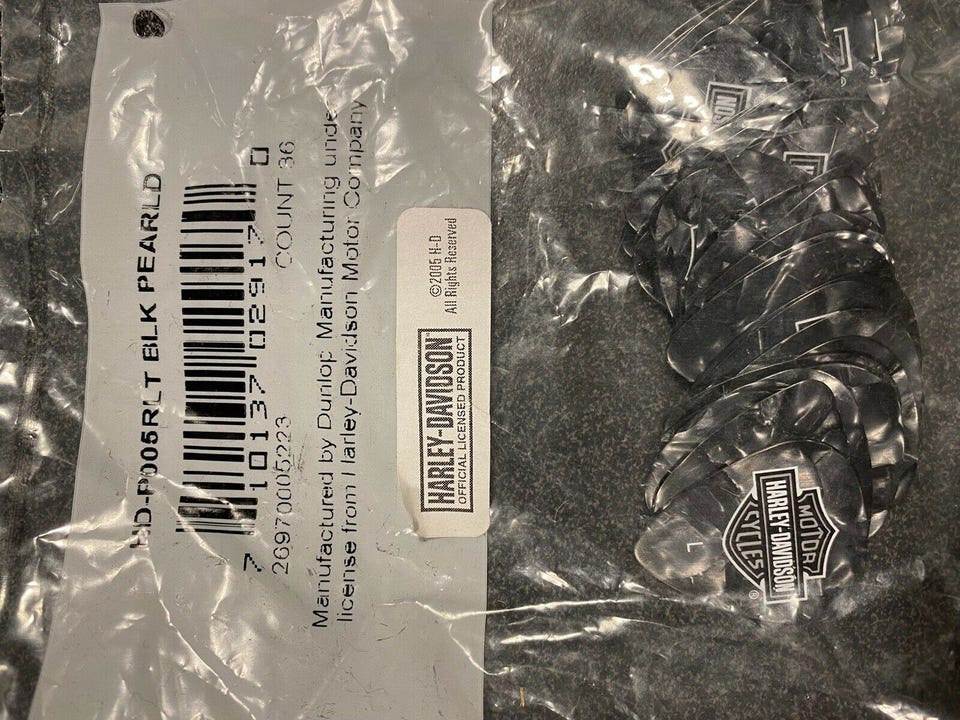 HD-P005RLT BLK PEARLD
7 10137 02917 0
26970005223 COUNT 36
Manufactured by Dunlop Manufacturing under
license from Harley-Davidson Motor Company
HARLEY-DAVIDSON
OFFICIAL LICENSED PRODUCT
©2005 H-D
All Rights Reserved
MOTOR
HARLEY-DAVIDSON
CYCLES
®
L